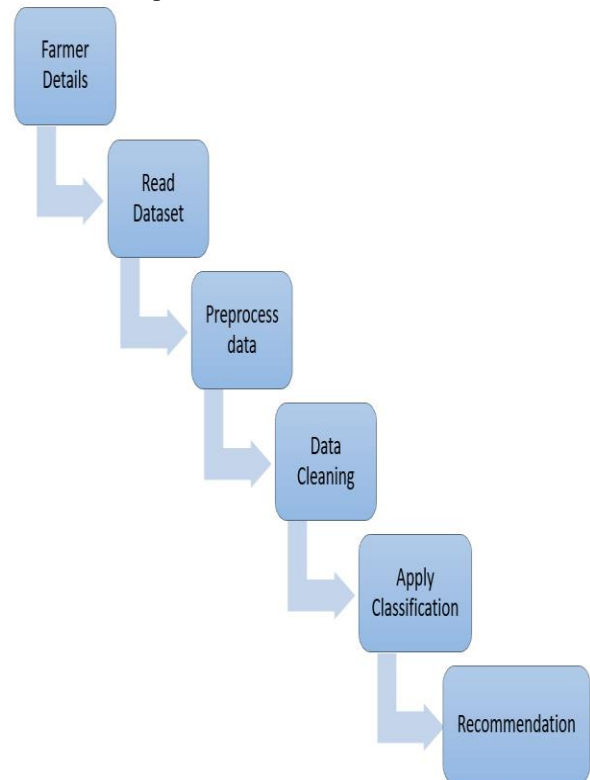 Farmer
Details
Read
Dataset
Preprocess
data
Data
Cleaning
Apply
Classification
Recommendation